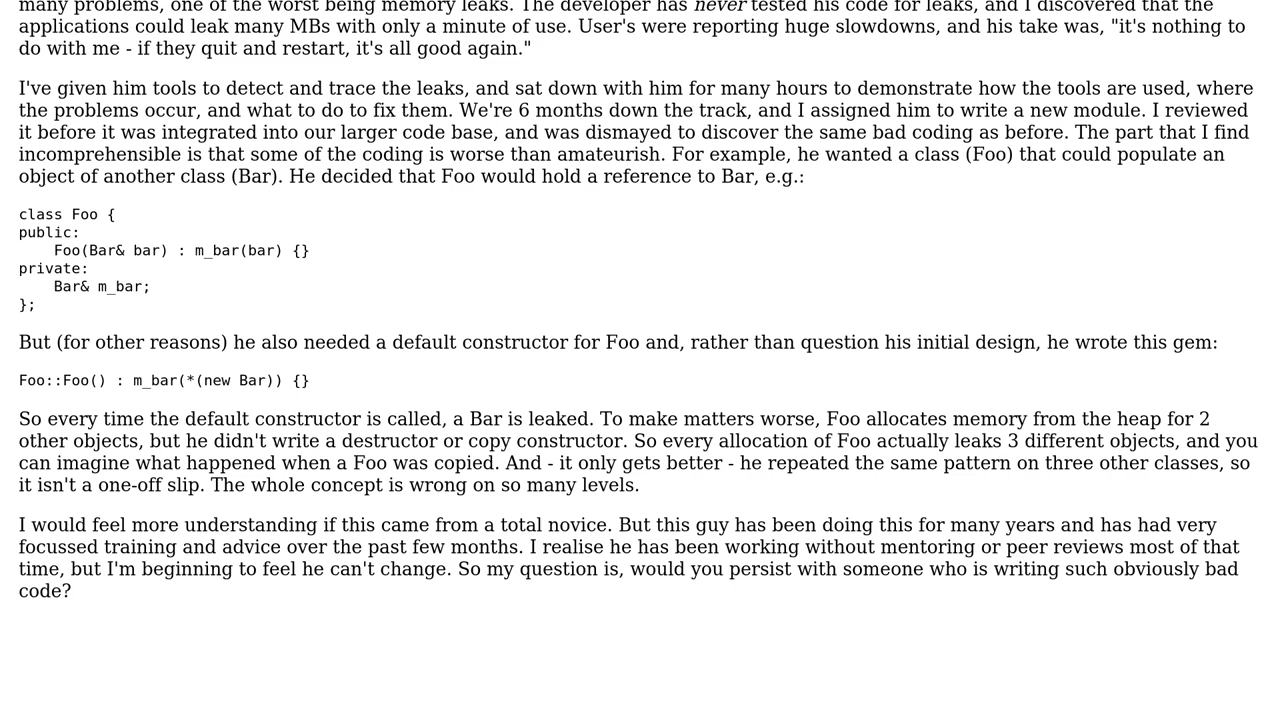 many problems, one of the worst being memory leaks. The developer has never tested his code for leaks, and I discovered that the
applications could leak many MBs with only a minute of use. User's were reporting huge slowdowns, and his take was, "it's nothing to
do with me - if they quit and restart, it's all good again."
I've given him tools to detect and trace the leaks, and sat down with him for many hours to demonstrate how the tools are used, where
the problems occur, and what to do to fix them. We're 6 months down the track, and I assigned him to write a new module. I reviewed
it before it was integrated into our larger code base, and was dismayed to discover the same bad coding as before. The part that I find
incomprehensible is that some of the coding is worse than amateurish. For example, he wanted a class (Foo) that could populate an
object of another class (Bar). He decided that Foo would hold a reference to Bar, e.g.:
class Foo {
public:
    Foo(Bar& bar) : m_bar(bar) {}
private:
    Bar& m_bar;
};
But (for other reasons) he also needed a default constructor for Foo and, rather than question his initial design, he wrote this gem:
Foo::Foo() : m_bar(*(new Bar)) {}
So every time the default constructor is called, a Bar is leaked. To make matters worse, Foo allocates memory from the heap for 2
other objects, but he didn't write a destructor or copy constructor. So every allocation of Foo actually leaks 3 different objects, and you
can imagine what happened when a Foo was copied. And - it only gets better - he repeated the same pattern on three other classes, so
it isn't a one-off slip. The whole concept is wrong on so many levels.
I would feel more understanding if this came from a total novice. But this guy has been doing this for many years and has had very
focussed training and advice over the past few months. I realise he has been working without mentoring or peer reviews most of that
time, but I'm beginning to feel he can't change. So my question is, would you persist with someone who is writing such obviously bad
code?